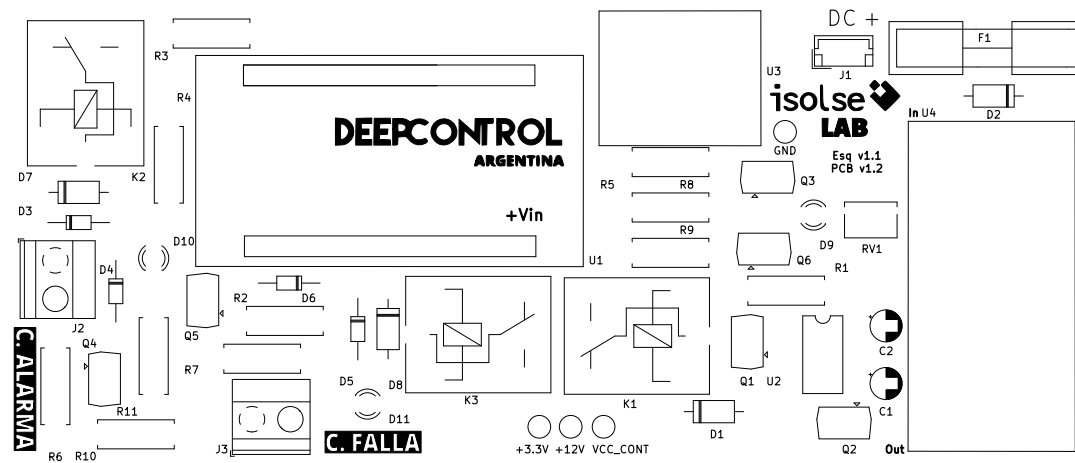 DC +
F1
R3
U3
J1
isolse
LAB
D2
R4
In U4
DEEPCONTROL
ARGENTINA
GND
Esq v1.1
PCB v1.2
D7
K2
R5
R8
Q3
D3
+Vin
R9
D10
D9
RV1
D4
U1
Q6
R1
R2
D6
J2
Q5
Q4
C2
C. ALARMA
R7
D5
D8
Q1
U2
K3
K1
C1
R11
D11
D1
C. FALLA
R6
R10
J3
+3.3V
+12V
VCC_CONT
Q2
Out